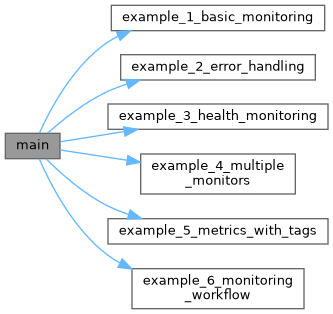 example_1_basic_monitoring
example_2_error_handling
example_3_health_monitoring
main
example_4_multiple
_monitors
example_5_metrics_with_tags
example_6_monitoring
_workflow